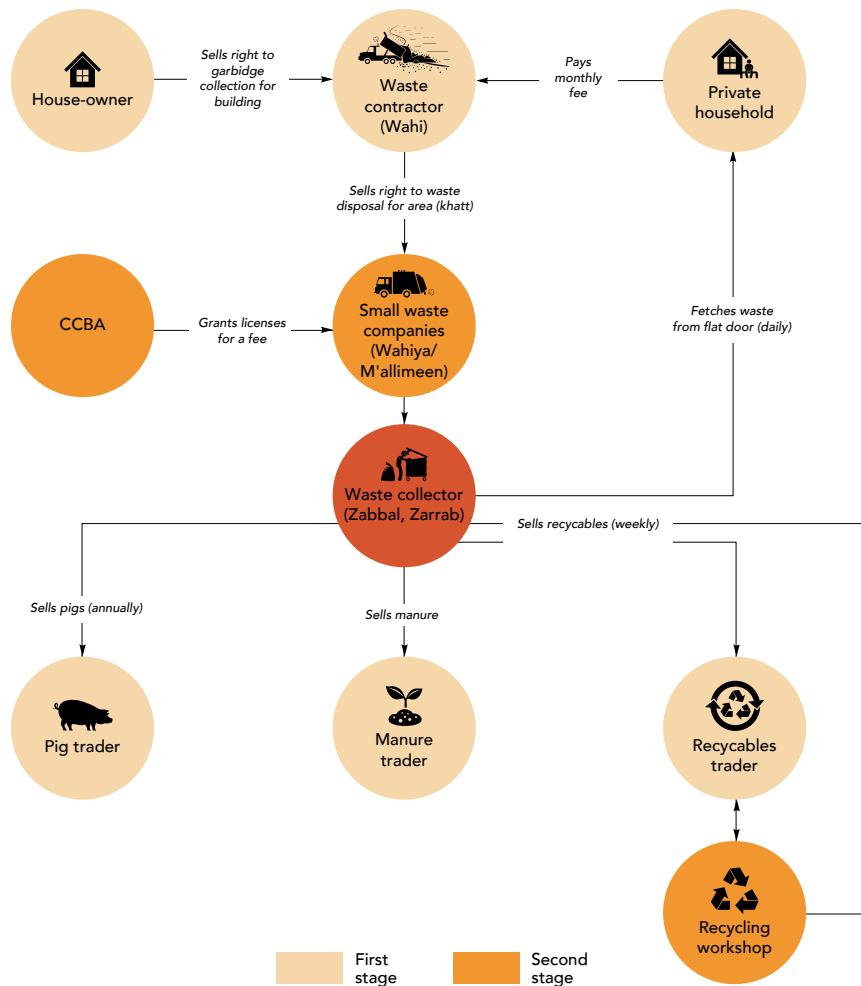 House-owner
Sells right to
garbidge
collection for
building
Waste
contractor
(Wahi)
Pays
monthly
fee
Private
household
Sells right to waste
disposal for area (khatt)
CCBA
Grants licenses
for a fee
Small waste
companies
(Wahiya/
M'allimeen)
Fetches waste
from flat door (daily)
Waste collector
(Zabbal, Zarrab)
Sells recycables (weekly)
Sells pigs (annually)
Sells manure
Pig trader
Manure
trader
Recycables
trader
Recycling
workshop
First
stage
Second
stage